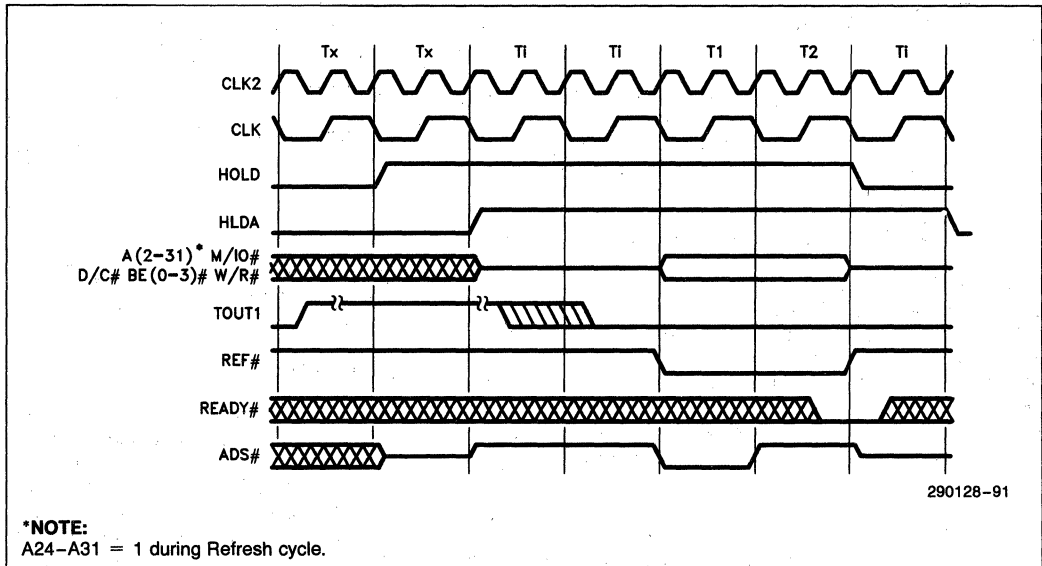 Tx Tx Ti Ti T1 T2 Ti
CLK2
CLK
HOLD
HLDA
A(2-31)* M/IO#
D/C# BE(0-3)# W/R#
TOUT1
REF#
READY#
ADS#
290128-91
*NOTE:
A24-A31 = 1 during Refresh cycle.